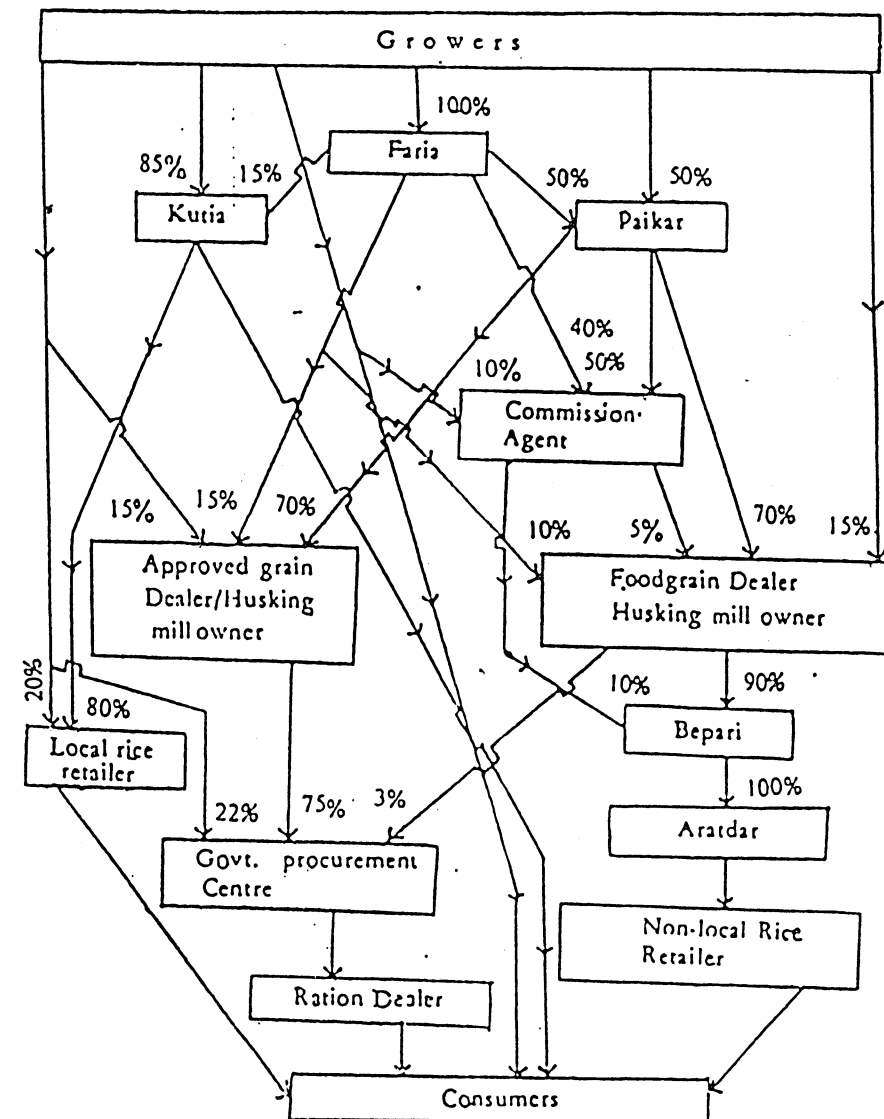 Growers
100%
Faria
85%
15%
50%
50%
Kutia
Paikar
40%
10%
50%
Commission-
Agent
15%
15%
70%
10%
5%
70%
15%
Approved grain
Dealer/Husking
mill owner
Foodgrain Dealer
Husking mill owner
20%
80%
10%
90%
Bepari
Local rice
retailer
22%
75%
3%
100%
Aratdar
Govt. procurement
Centre
Non-local Rice
Retailer
Ration Dealer
Consumers